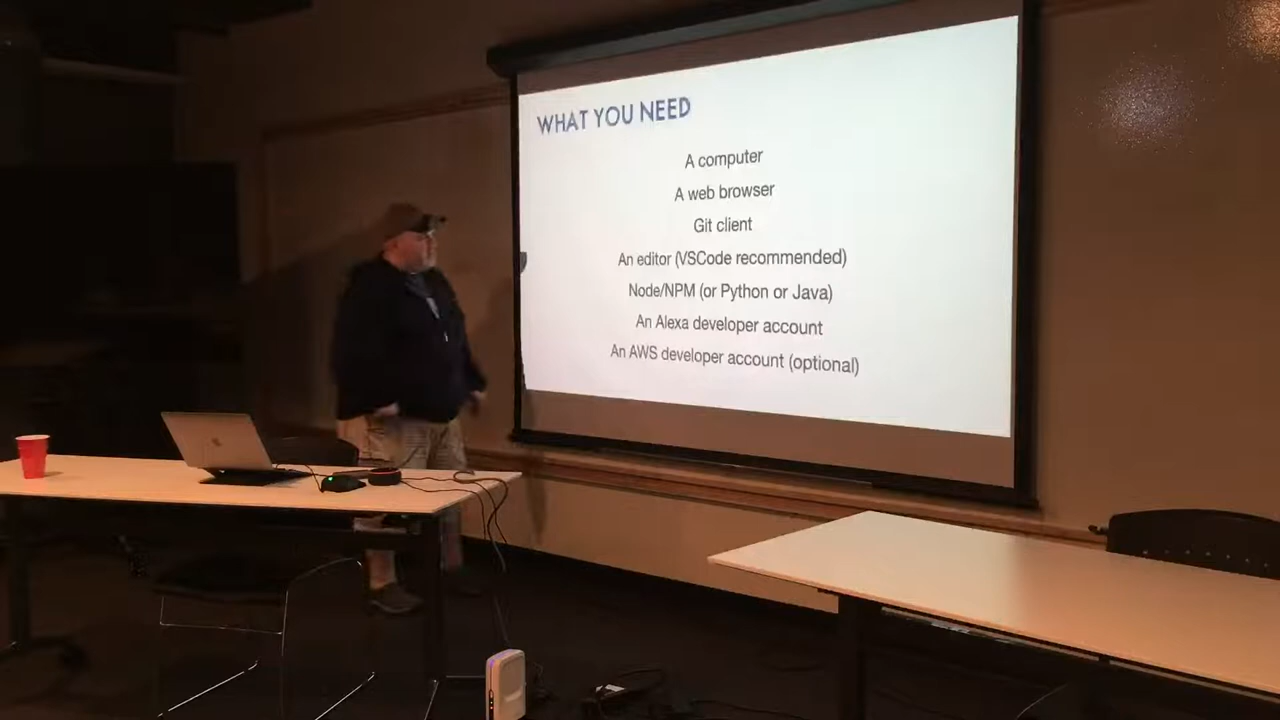 WHAT YOU NEED
A computer
A web browser
Git client
An editor (VSCode recommended)
Node/NPM (or Python or Java)
An Alexa developer account
An AWS developer account (optional)